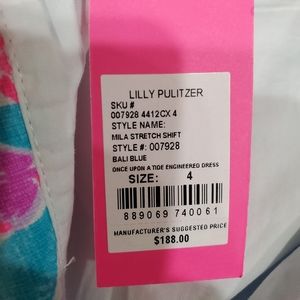 LILLY PULITZER
SKU #
007928 4412CX 4
STYLE NAME:
MILA STRETCH SHIFT
STYLE #: 007928
BALI BLUE
ONCE UPON A TIDE ENGINEERED DRESS
SIZE: 4
889069 740061
MANUFACTURER'S SUGGESTED PRICE
$188.00